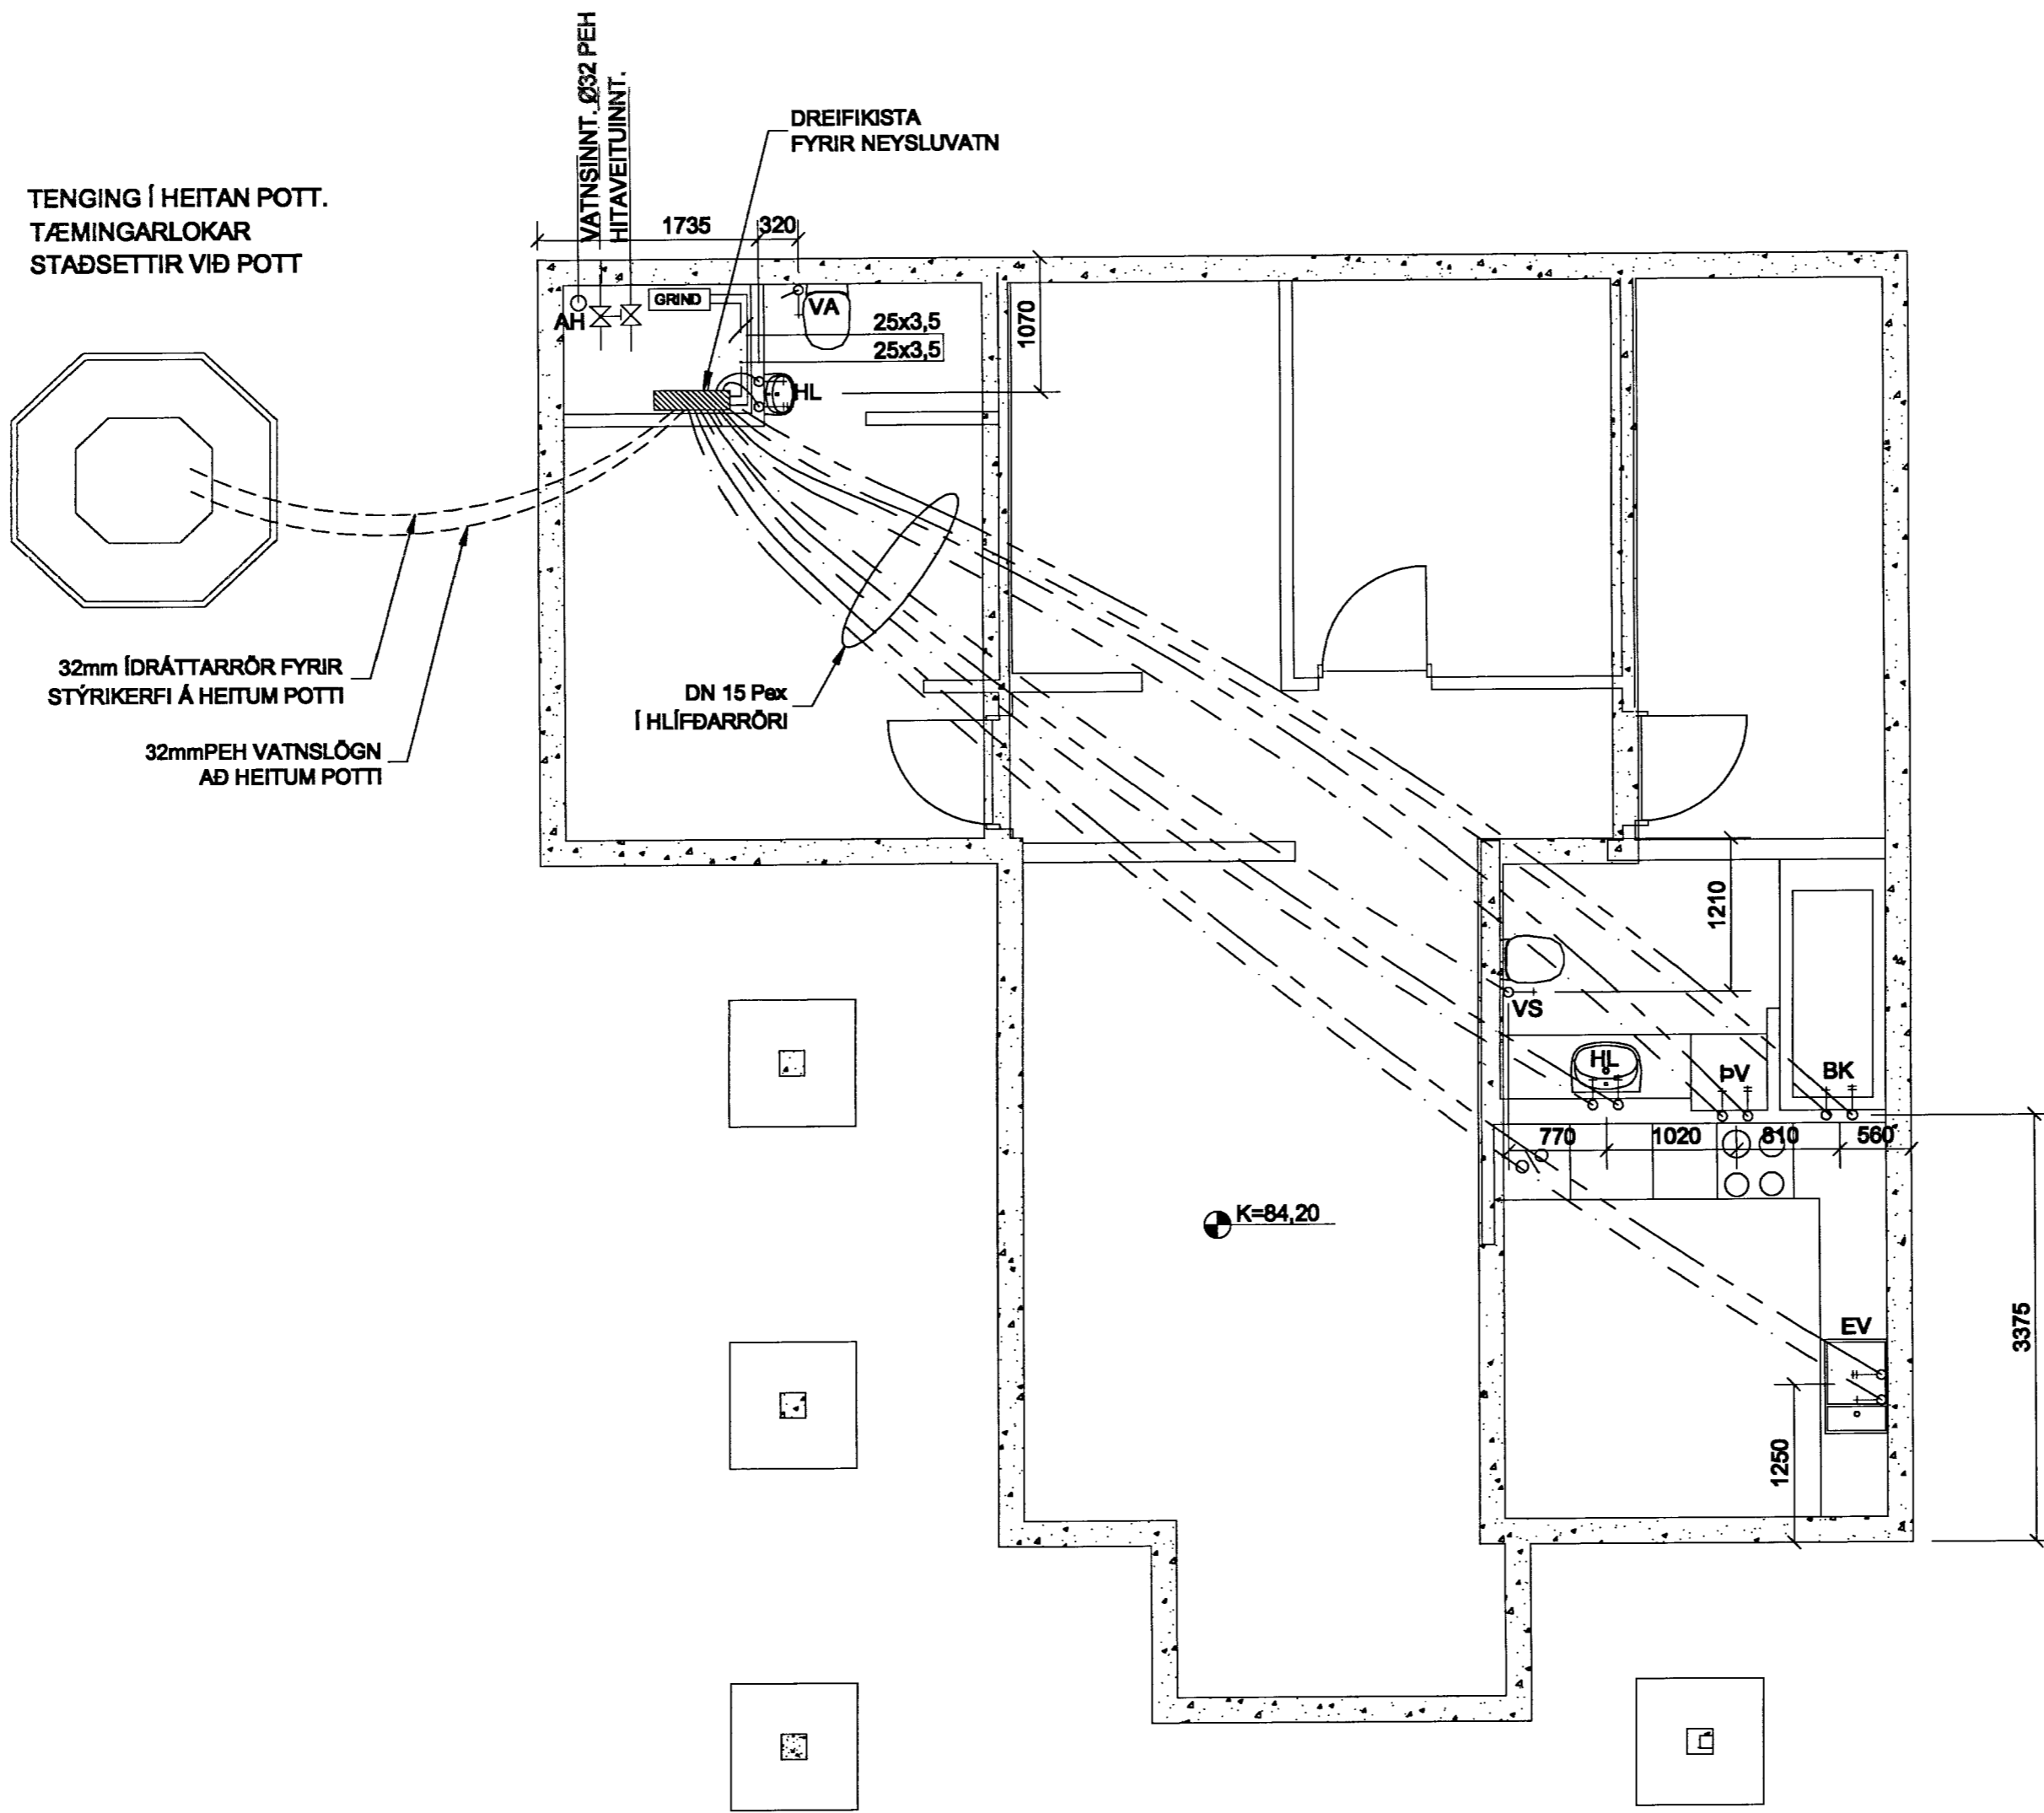 VATNSINNT. Ø32 PEH
HITAVEITUINNT.
DREIFIKISTA
FYRIR NEYSLUVATN
TENGING Í HEITAN POTT.
TÆMINGARLOKAR
STAÐSETTIR VIÐ POTT
1735
320
GRIND
AH
VA
25x3,5
25x3,5
1070
HL
32mm ÍDRÁTTARRÖR FYRIR
STÝRIKERFI Á HEITUM POTTI
DN 15 Pex
Í HLÍFÐARRÖRI
32mmPEH VATNSLÖGN
AÐ HEITUM POTTI
1210
VS
HL
ÞV
BK
770
1020
810
560
K=84,20
EV
3375
1250